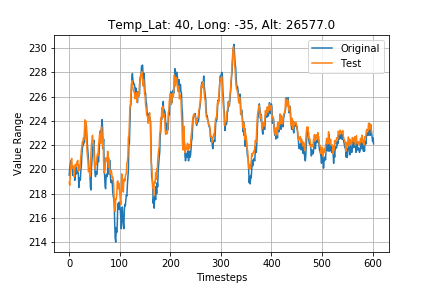 Temp_Lat: 40, Long: -35, Alt: 26577.0
Original
Test
Value Range
230
228
226
224
222
220
218
216
214
0 100 200 300 400 500 600
Timesteps